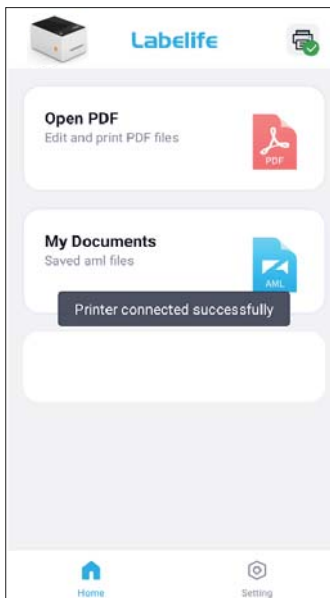 Labelife
Open PDF
Edit and print PDF files
PDF
My Documents
Saved aml files
AML
Printer connected successfully
Home
Setting